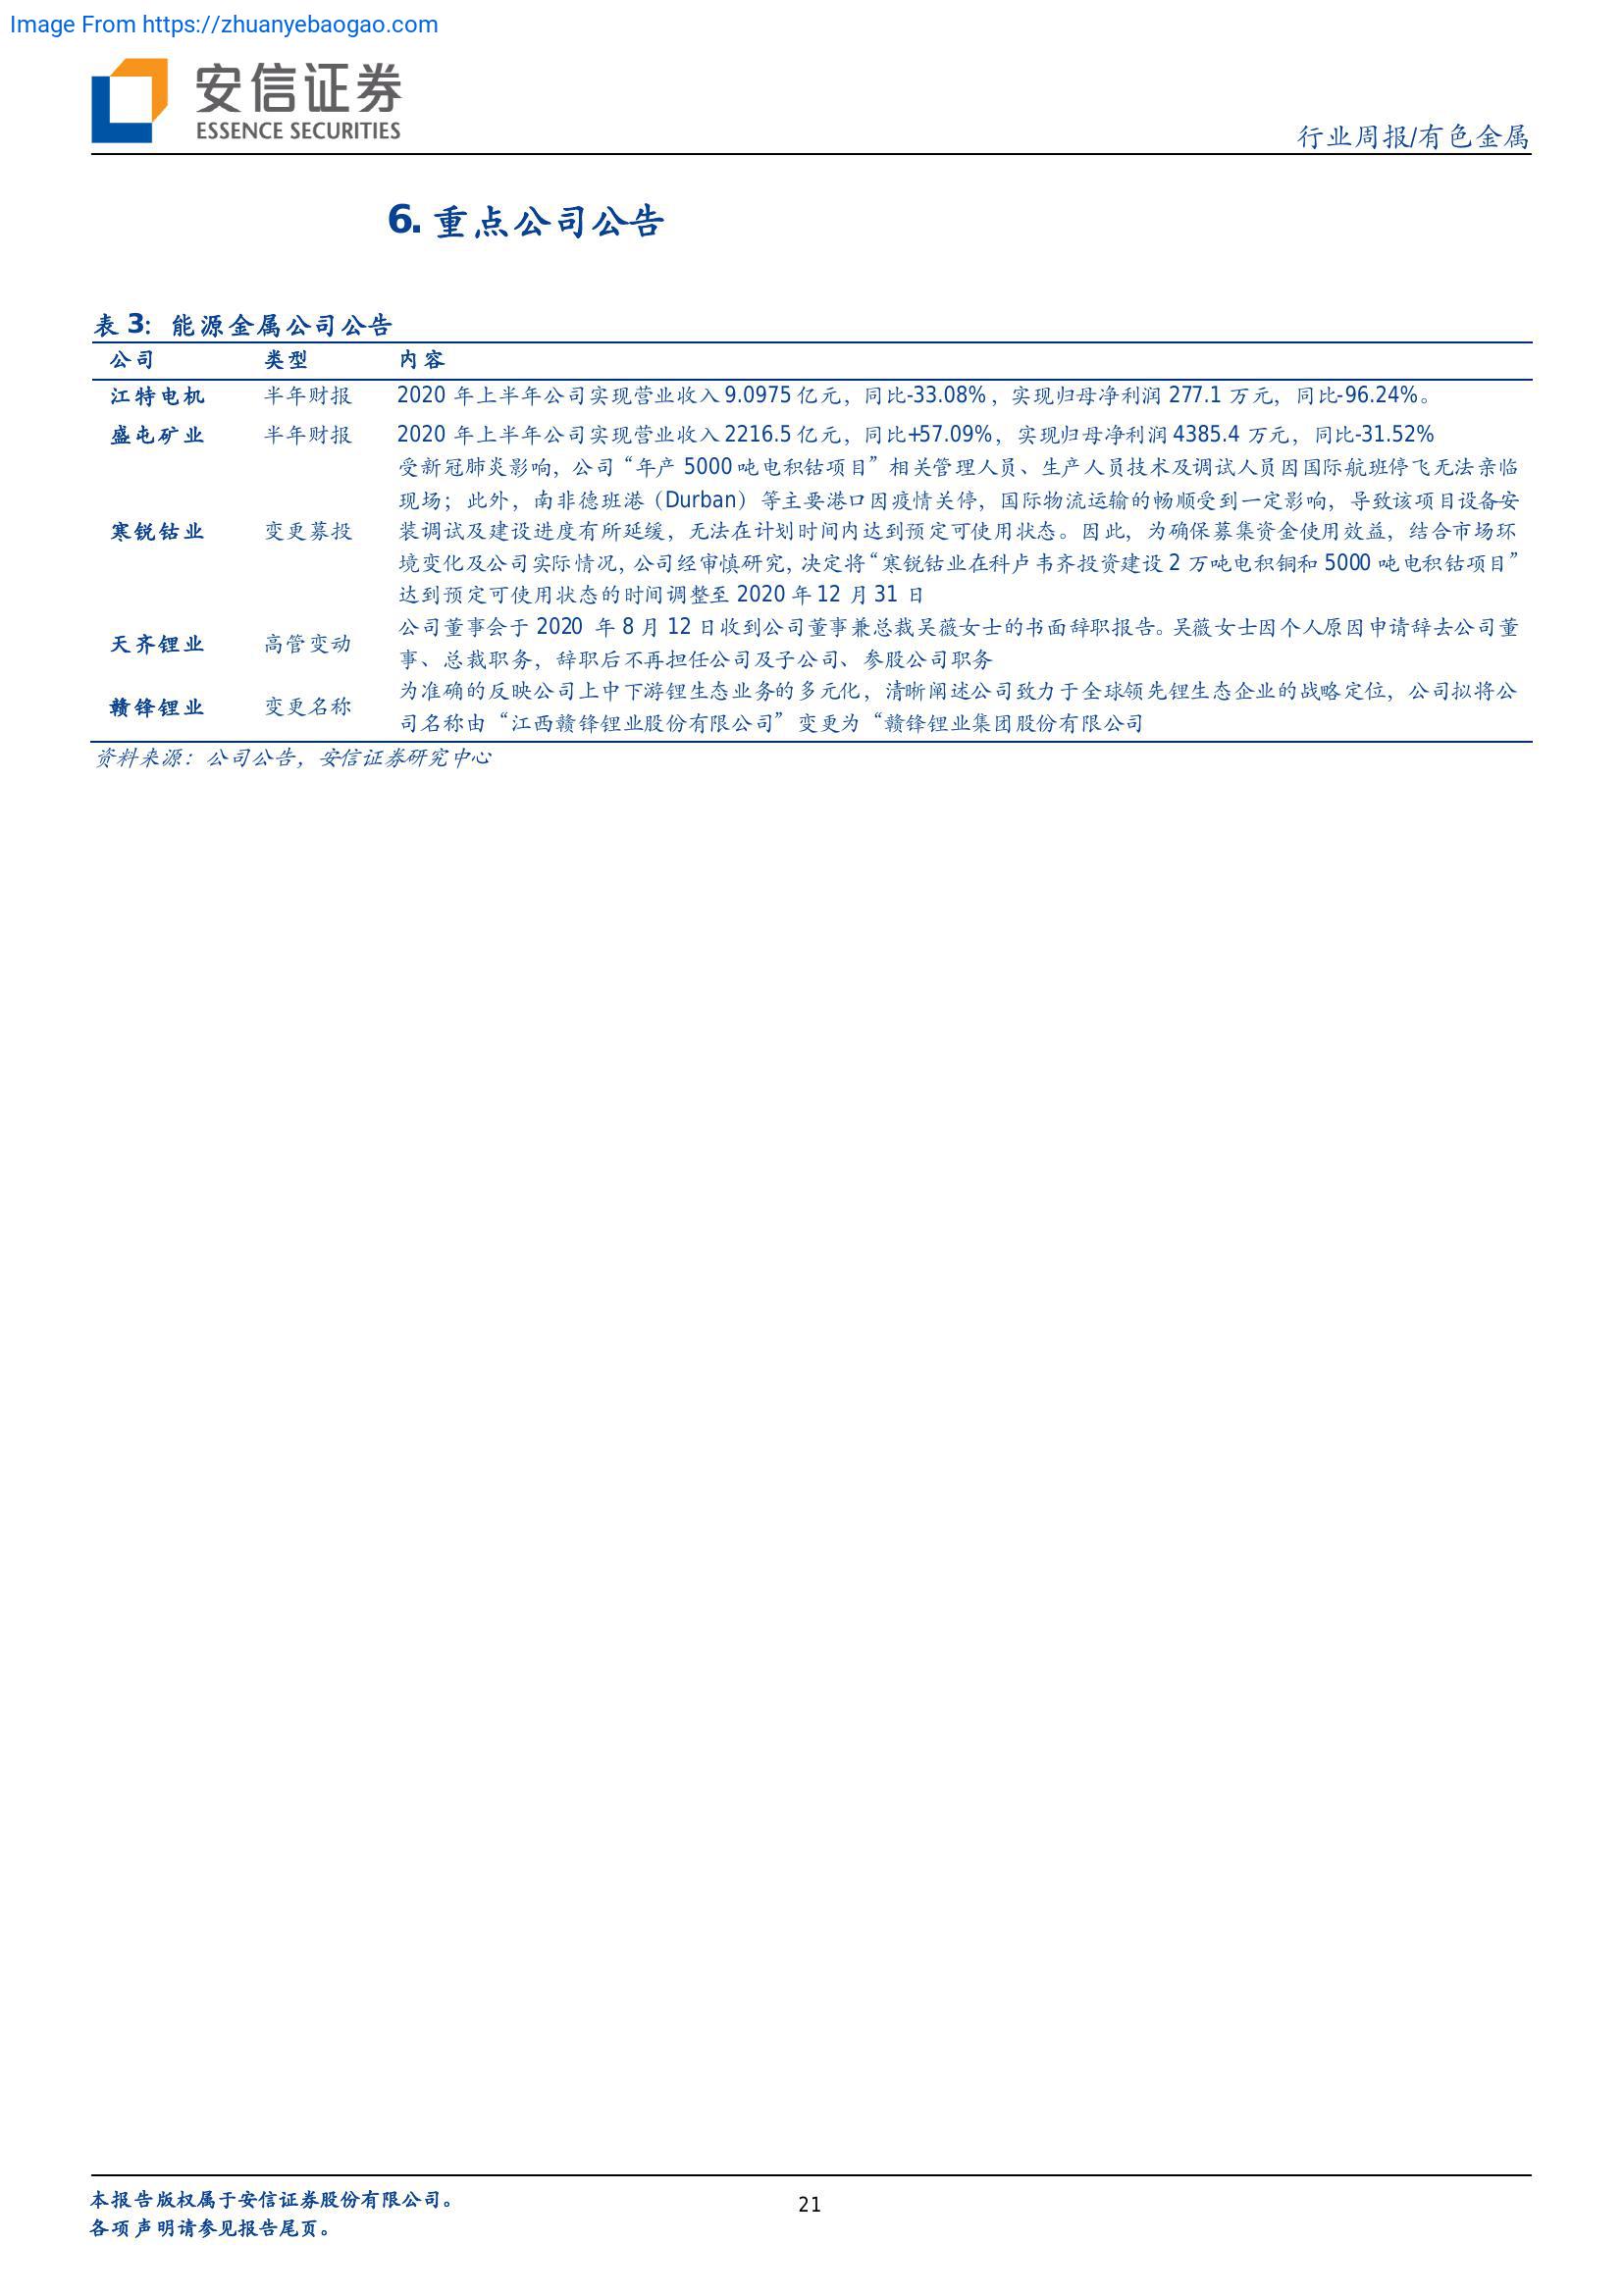 Image From https://zhuanyebaogao.com
安信证券
ESSENCE SECURITIES
行业周报/有色金属
6. 重点公司公告
表 3：能源金属公司公告
公司 类型 内容
江特电机 半年财报 2020 年上半年公司实现营业收入 9.0975 亿元，同比-33.08%，实现归母净利润 277.1 万元，同比-96.24%。
盛屯矿业 半年财报 2020 年上半年公司实现营业收入 2216.5 亿元，同比+57.09%，实现归母净利润 4385.4 万元，同比-31.52%
受新冠肺炎影响，公司“年产 5000 吨电积钴项目”相关管理人员、生产人员技术及调试人员因国际航班停飞无法亲临
现场；此外，南非德班港（Durban）等主要港口因疫情关停，国际物流运输的畅顺受到一定影响，导致该项目设备安
寒锐钴业 变更募投 装调试及建设进度有所延缓，无法在计划时间内达到预定可使用状态。因此，为确保募集资金使用效益，结合市场环
境变化及公司实际情况，公司经审慎研究，决定将“寒锐钴业在科卢韦齐投资建设 2 万吨电积铜和 5000 吨电积钴项目”
达到预定可使用状态的时间调整至 2020 年 12 月 31 日
天齐锂业 高管变动 公司董事会于 2020 年 8 月 12 日收到公司董事兼总裁吴薇女士的书面辞职报告。吴薇女士因个人原因申请辞去公司董
事、总裁职务，辞职后不再担任公司及子公司、参股公司职务
赣锋锂业 变更名称 为准确的反映公司上中下游锂生态业务的多元化，清晰阐述公司致力于全球领先锂生态企业的战略定位，公司拟将公
司名称由“江西赣锋锂业股份有限公司”变更为“赣锋锂业集团股份有限公司
资料来源：公司公告，安信证券研究中心
本报告版权属于安信证券股份有限公司。
各项声明请参见报告尾页。
21